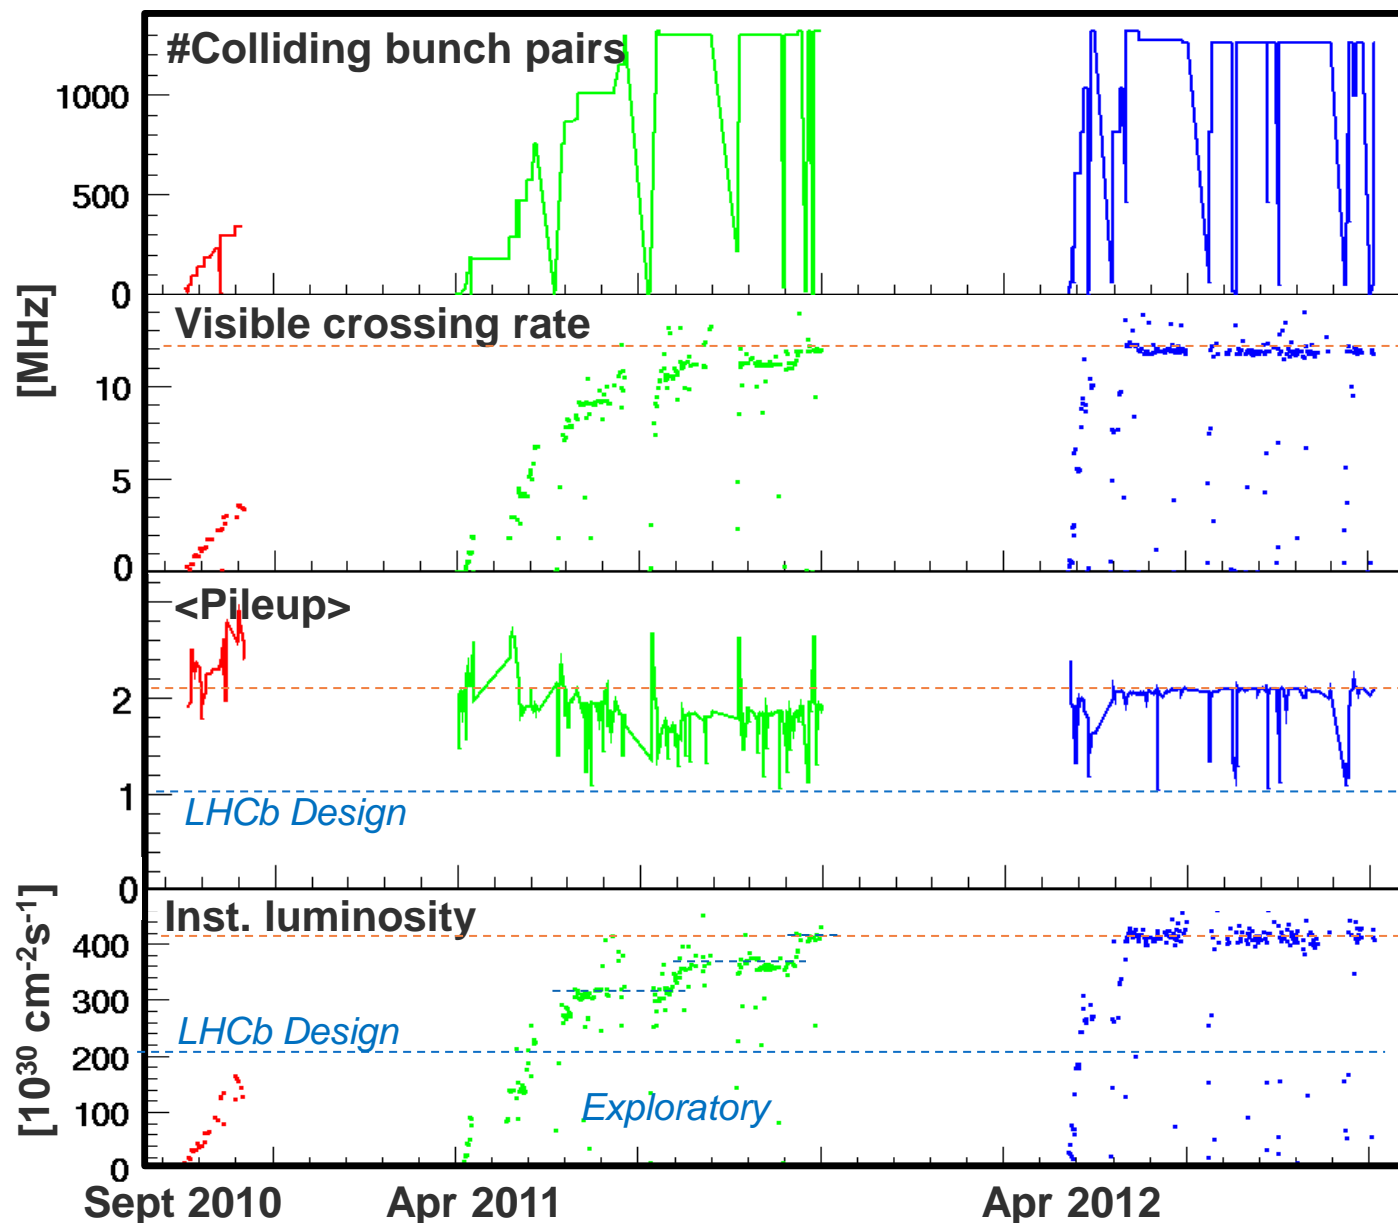 #Colliding bunch pairs
1000
500
0
[MHz]
Visible crossing rate
10
5
0
<Pileup>
2
1
LHCb Design
0
[10³⁰ cm⁻²s⁻¹]
Inst. luminosity
400
300
LHCb Design
200
100
Exploratory
0
Sept 2010 Apr 2011 Apr 2012